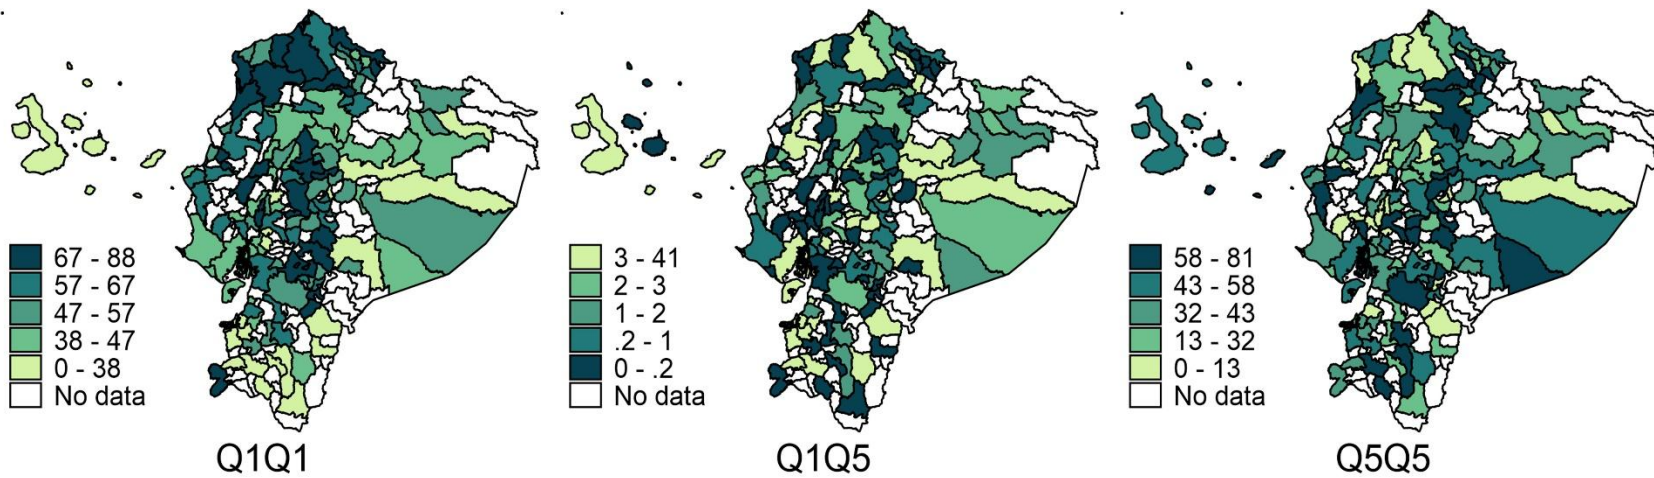 67 - 88
57 - 67
47 - 57
38 - 47
0 - 38
No data
Q1Q1
3 - 41
2 - 3
1 - 2
.2 - 1
0 - .2
No data
Q1Q5
58 - 81
43 - 58
32 - 43
13 - 32
0 - 13
No data
Q5Q5